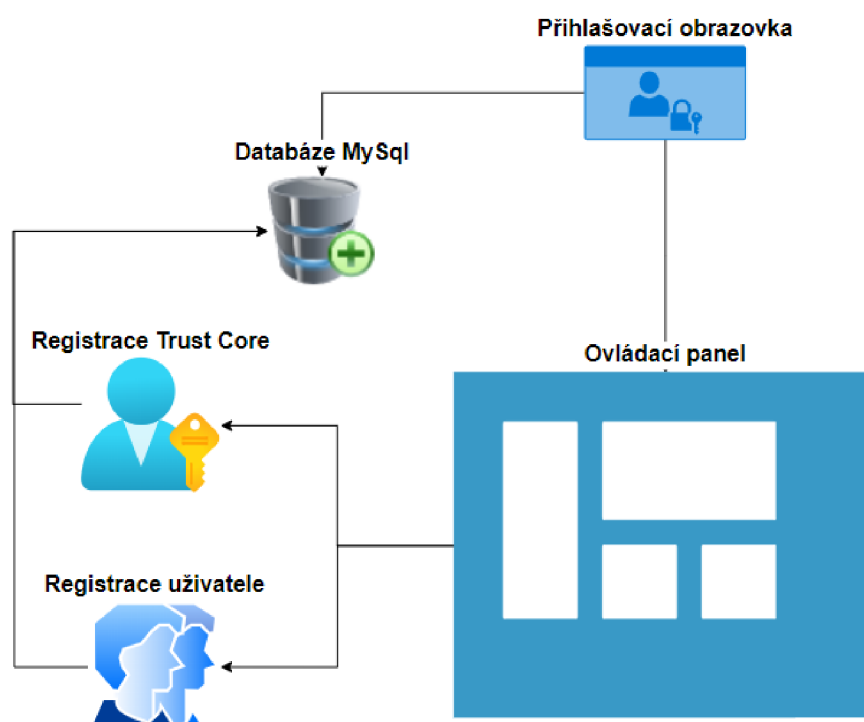 Přihlašovací obrazovka
Databáze MySql
Registrace Trust Core
Ovládací panel
Registrace uživatele